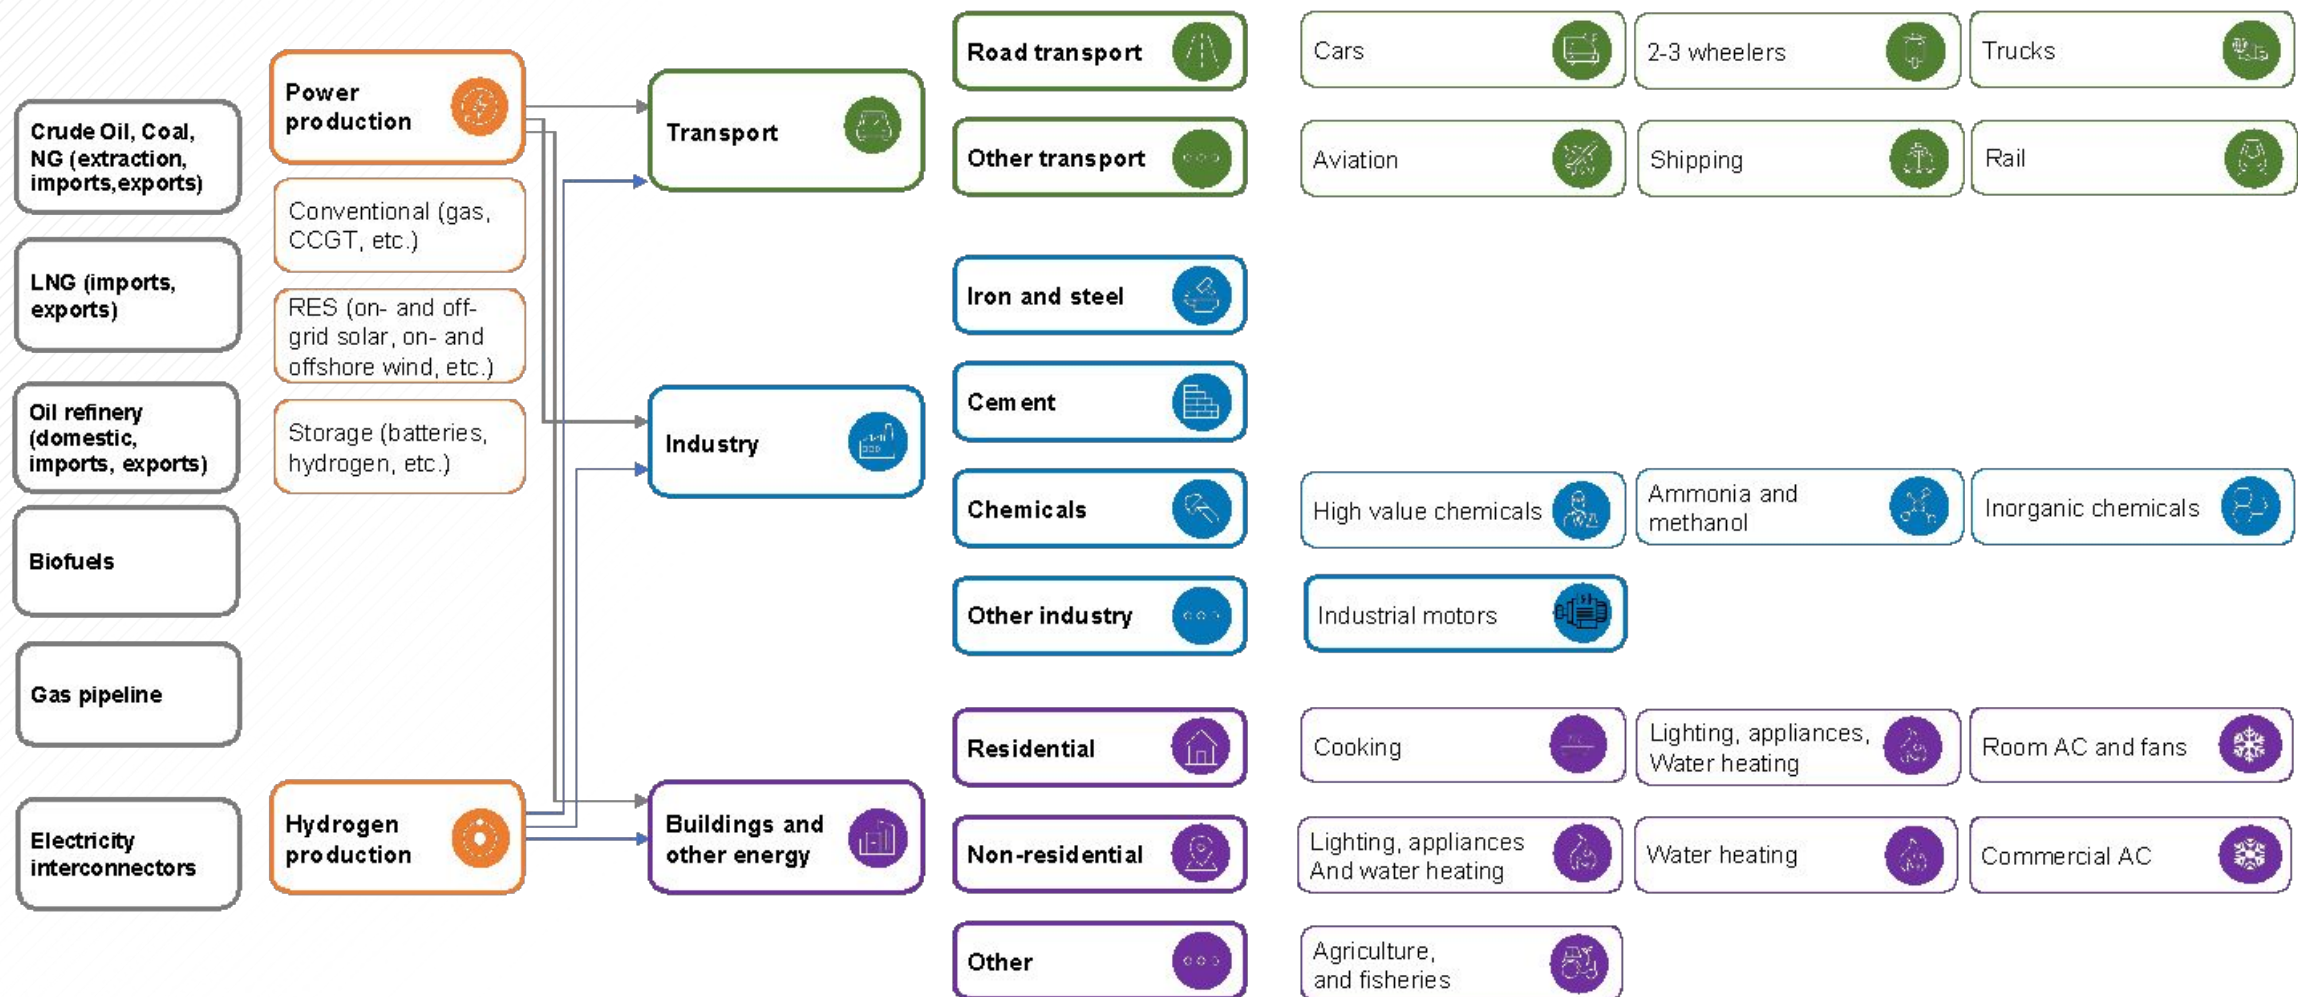 Crude Oil, Coal,
NG (extraction,
imports,exports)
LNG (imports,
exports)
Oil refinery
(domestic,
imports, exports)
Biofuels
Gas pipeline
Electricity
interconnectors
Power
production
Conventional (gas,
CCGT, etc.)
RES (on- and off-
grid solar, on- and
offshore wind, etc.)
Storage (batteries,
hydrogen, etc.)
Hydrogen
production
Transport
Industry
Buildings and
other energy
Road transport
Cars
2-3 wheelers
Trucks
Other transport
Aviation
Shipping
Rail
Iron and steel
Cement
Chemicals
High value chemicals
Ammonia and
methanol
Inorganic chemicals
Other industry
Industrial motors
Residential
Cooking
Lighting, appliances,
Water heating
Room AC and fans
Non-residential
Lighting, appliances
And water heating
Water heating
Commercial AC
Other
Agriculture,
and fisheries